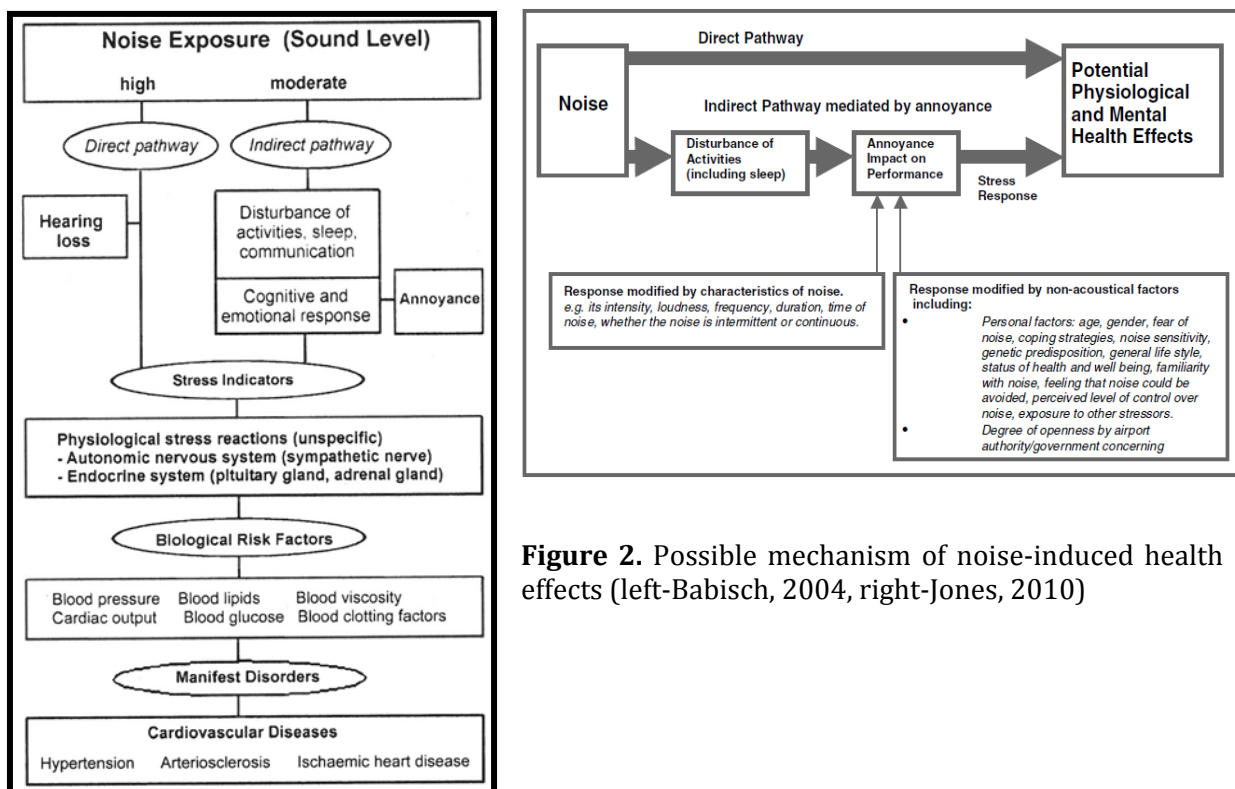 Noise Exposure (Sound Level)
high moderate
Direct pathway Indirect pathway
Hearing
loss
Disturbance of
activities, sleep,
communication
Cognitive and
emotional response
Annoyance
Stress Indicators
Physiological stress reactions (unspecific)
- Autonomic nervous system (sympathetic nerve)
- Endocrine system (pituitary gland, adrenal gland)
Biological Risk Factors
Blood pressure Blood lipids Blood viscosity
Cardiac output Blood glucose Blood clotting factors
Manifest Disorders
Cardiovascular Diseases
Hypertension Arteriosclerosis Ischaemic heart disease
Direct Pathway
Noise
Indirect Pathway mediated by annoyance
Disturbance of
Activities
(including sleep)
Annoyance
Impact on
Performance
Stress
Response
Potential
Physiological
and Mental
Health Effects
Response modified by characteristics of noise.
e.g. its intensity, loudness, frequency, duration, time of
noise, whether the noise is intermittent or continuous.
Response modified by non-acoustical factors
including:
• Personal factors: age, gender, fear of
noise, coping strategies, noise sensitivity,
genetic predisposition, general life style,
status of health and well being, familiarity
with noise, feeling that noise could be
avoided, perceived level of control over
noise, exposure to other stressors.
• Degree of openness by airport
authority/government concerning
Figure 2. Possible mechanism of noise-induced health
effects (left-Babisch, 2004, right-Jones, 2010)